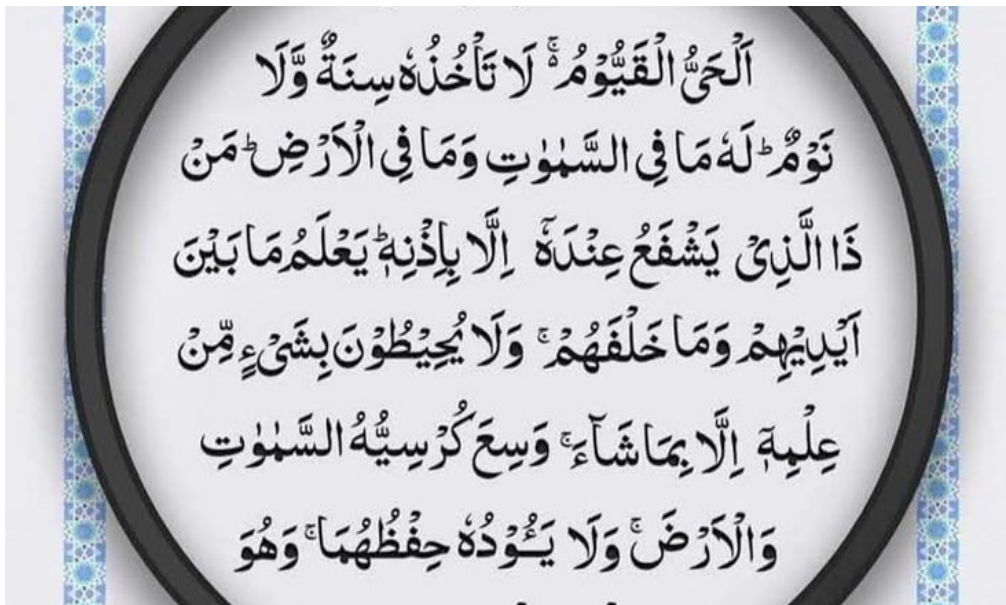 اَلْحَیُّ الْقَیُّوْمُ ۚ۬ لَا تَاْخُذُهٗ سِنَةٌ وَّلَا
نَوْمٌ ؕ لَهٗ مَا فِی السَّمٰوٰتِ وَمَا فِی الْاَرْضِ ؕ مَنْ
ذَا الَّذِیْ یَشْفَعُ عِنْدَهٗۤ اِلَّا بِاِذْنِهٖ ؕ یَعْلَمُ مَا بَیْنَ
اَیْدِیْهِمْ وَمَا خَلْفَهُمْ ۚ وَلَا یُحِیْطُوْنَ بِشَیْءٍ مِّنْ
عِلْمِهٖۤ اِلَّا بِمَا شَآءَ ۚ وَسِعَ كُرْسِیُّهُ السَّمٰوٰتِ
وَالْاَرْضَ ۚ وَلَا یَـُٔوْدُهٗ حِفْظُهُمَا ۚ وَهُوَ